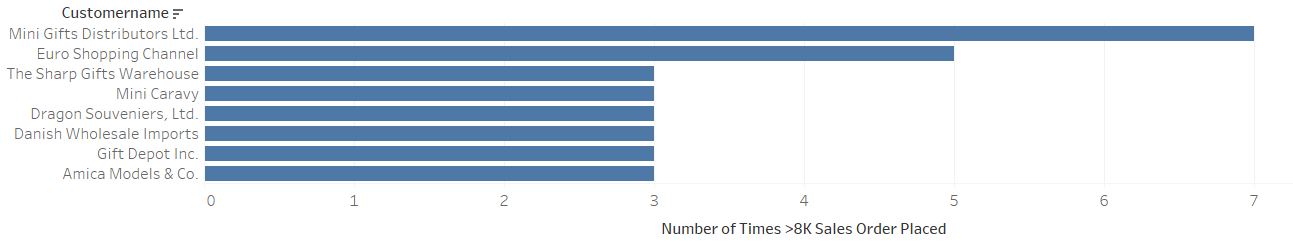 Customername
Mini Gifts Distributors Ltd.
Euro Shopping Channel
The Sharp Gifts Warehouse
Mini Caravy
Dragon Souveniers, Ltd.
Danish Wholesale Imports
Gift Depot Inc.
Amica Models & Co.
0 1 2 3 4 5 6 7
Number of Times >8K Sales Order Placed